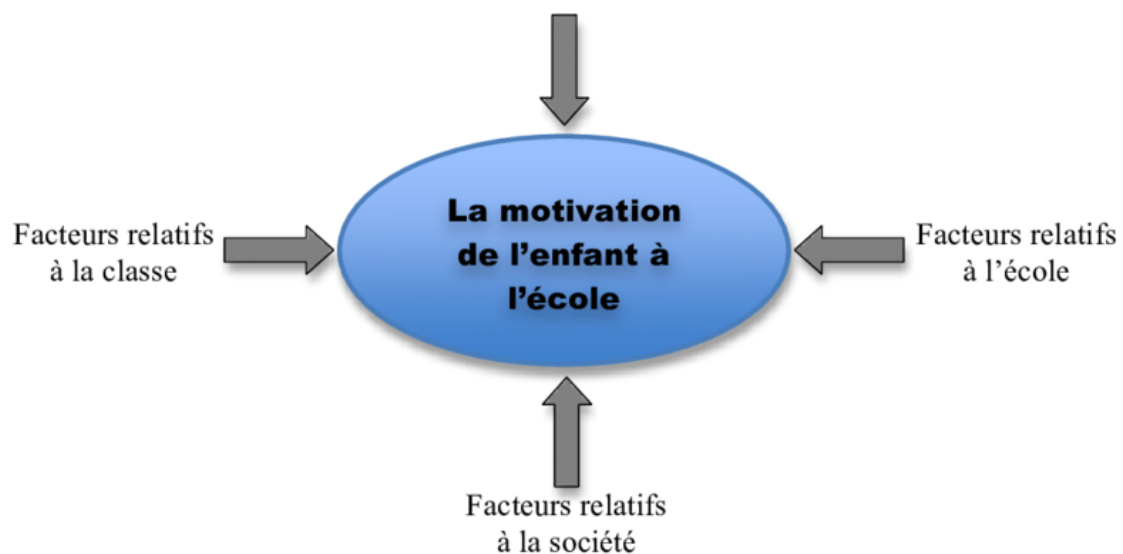 La motivation
de l'enfant à
l'école
Facteurs relatifs
à la classe
Facteurs relatifs
à l'école
Facteurs relatifs
à la société